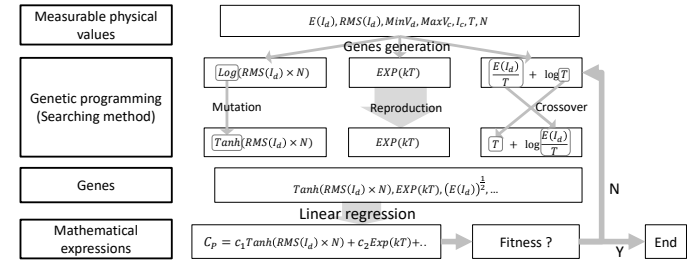 Measurable physical values
E(I_d), RMS(I_d), MinV_d, MaxV_c, I_c, T, N
Genes generation
Genetic programming (Searching method)
Log(RMS(I_d) × N)
EXP(kT)
E(I_d)/T + logT
Mutation
Reproduction
Crossover
Tanh(RMS(I_d) × N)
EXP(kT)
T + log E(I_d)/T
Genes
Tanh(RMS(I_d) × N), EXP(kT), (E(I_d))^(1/2), …
N
Linear regression
Mathematical expressions
C_P = c_1Tanh(RMS(I_d) × N) + c_2Exp(kT)+..
Fitness ?
Y
End